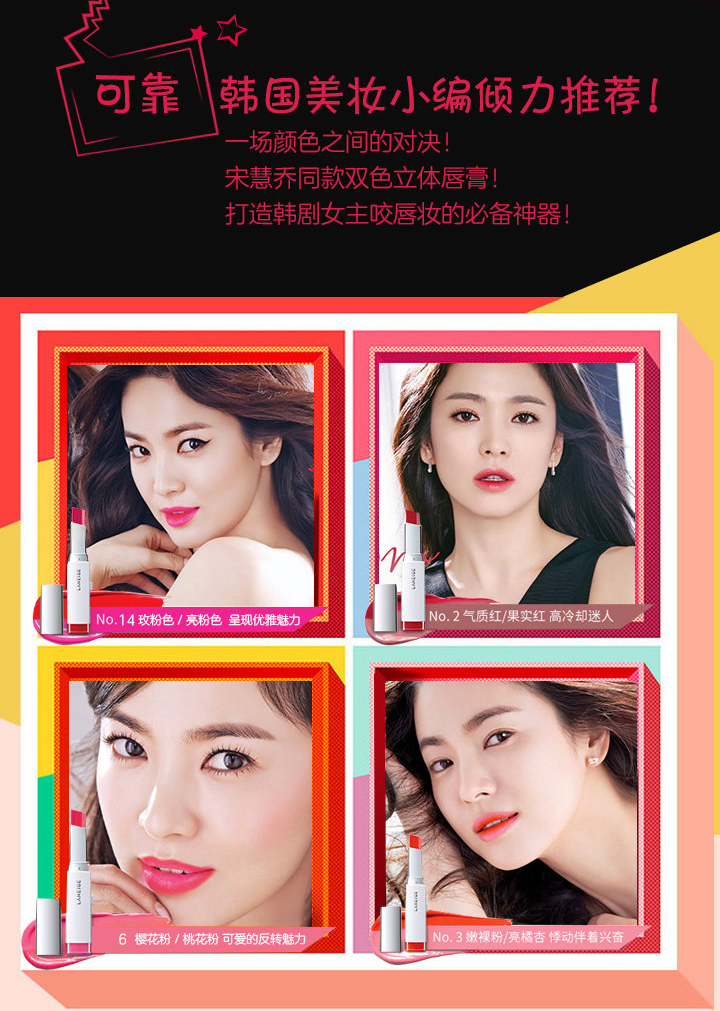 可靠 韩国美妆小编倾力推荐!
一场颜色之间的对决!
宋慧乔同款双色立体唇膏!
打造韩剧女主咬唇妆的必备神器!
LANEIGE
No.14 玫粉色 / 亮粉色 呈现优雅魅力
LANEIGE
No. 2 气质红/果实红 高冷却迷人
LANEIGE
6 樱花粉 / 桃花粉 可爱的反转魅力
LANEIGE
No. 3 嫩裸粉/亮橘杏 悸动伴着兴奋